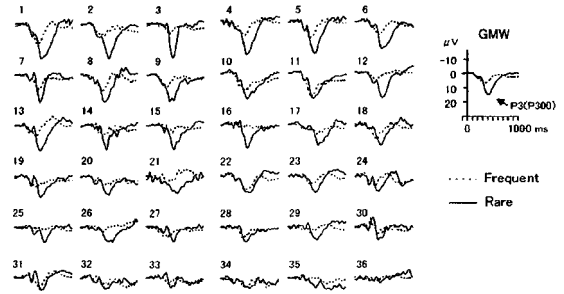 1 2 3 4 5 6
7 8 9 10 11 12
13 14 15 16 17 18
19 20 21 22 23 24
25 26 27 28 29 30
31 32 33 34 35 36
GMW
μV
-10
0
10
20
P3(P300)
0 1000 ms
Frequent
Rare